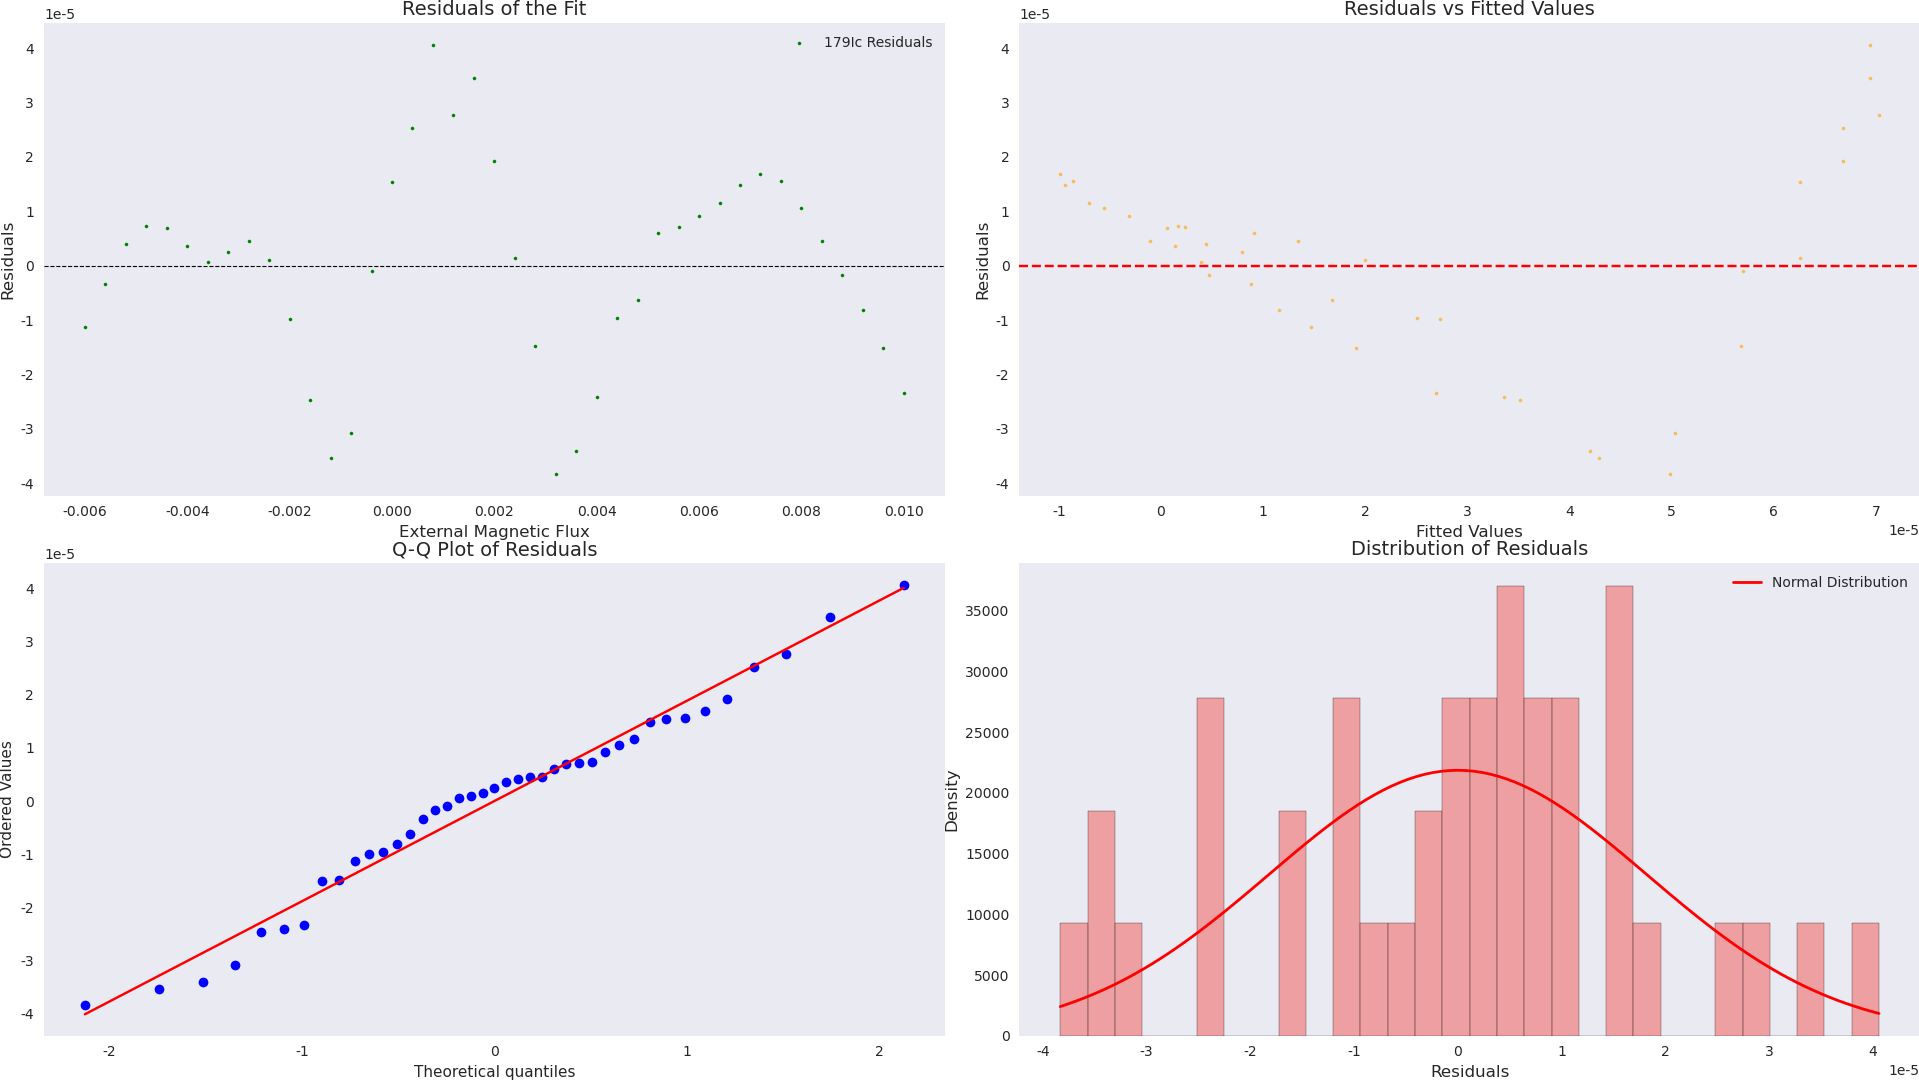 Residuals of the Fit
1e-5
179Ic Residuals
4
3
2
1
0
-1
-2
-3
-4
Residuals
-0.006 -0.004 -0.002 0.000 0.002 0.004 0.006 0.008 0.010
External Magnetic Flux
Residuals vs Fitted Values
1e-5
4
3
2
1
0
-1
-2
-3
-4
Residuals
-1 0 1 2 3 4 5 6 7
1e-5
Fitted Values
Q-Q Plot of Residuals
1e-5
4
3
2
1
0
-1
-2
-3
-4
Ordered Values
-2 -1 0 1 2
Theoretical quantiles
Distribution of Residuals
Normal Distribution
35000
30000
25000
20000
15000
10000
5000
0
Density
-4 -3 -2 -1 0 1 2 3 4
1e-5
Residuals